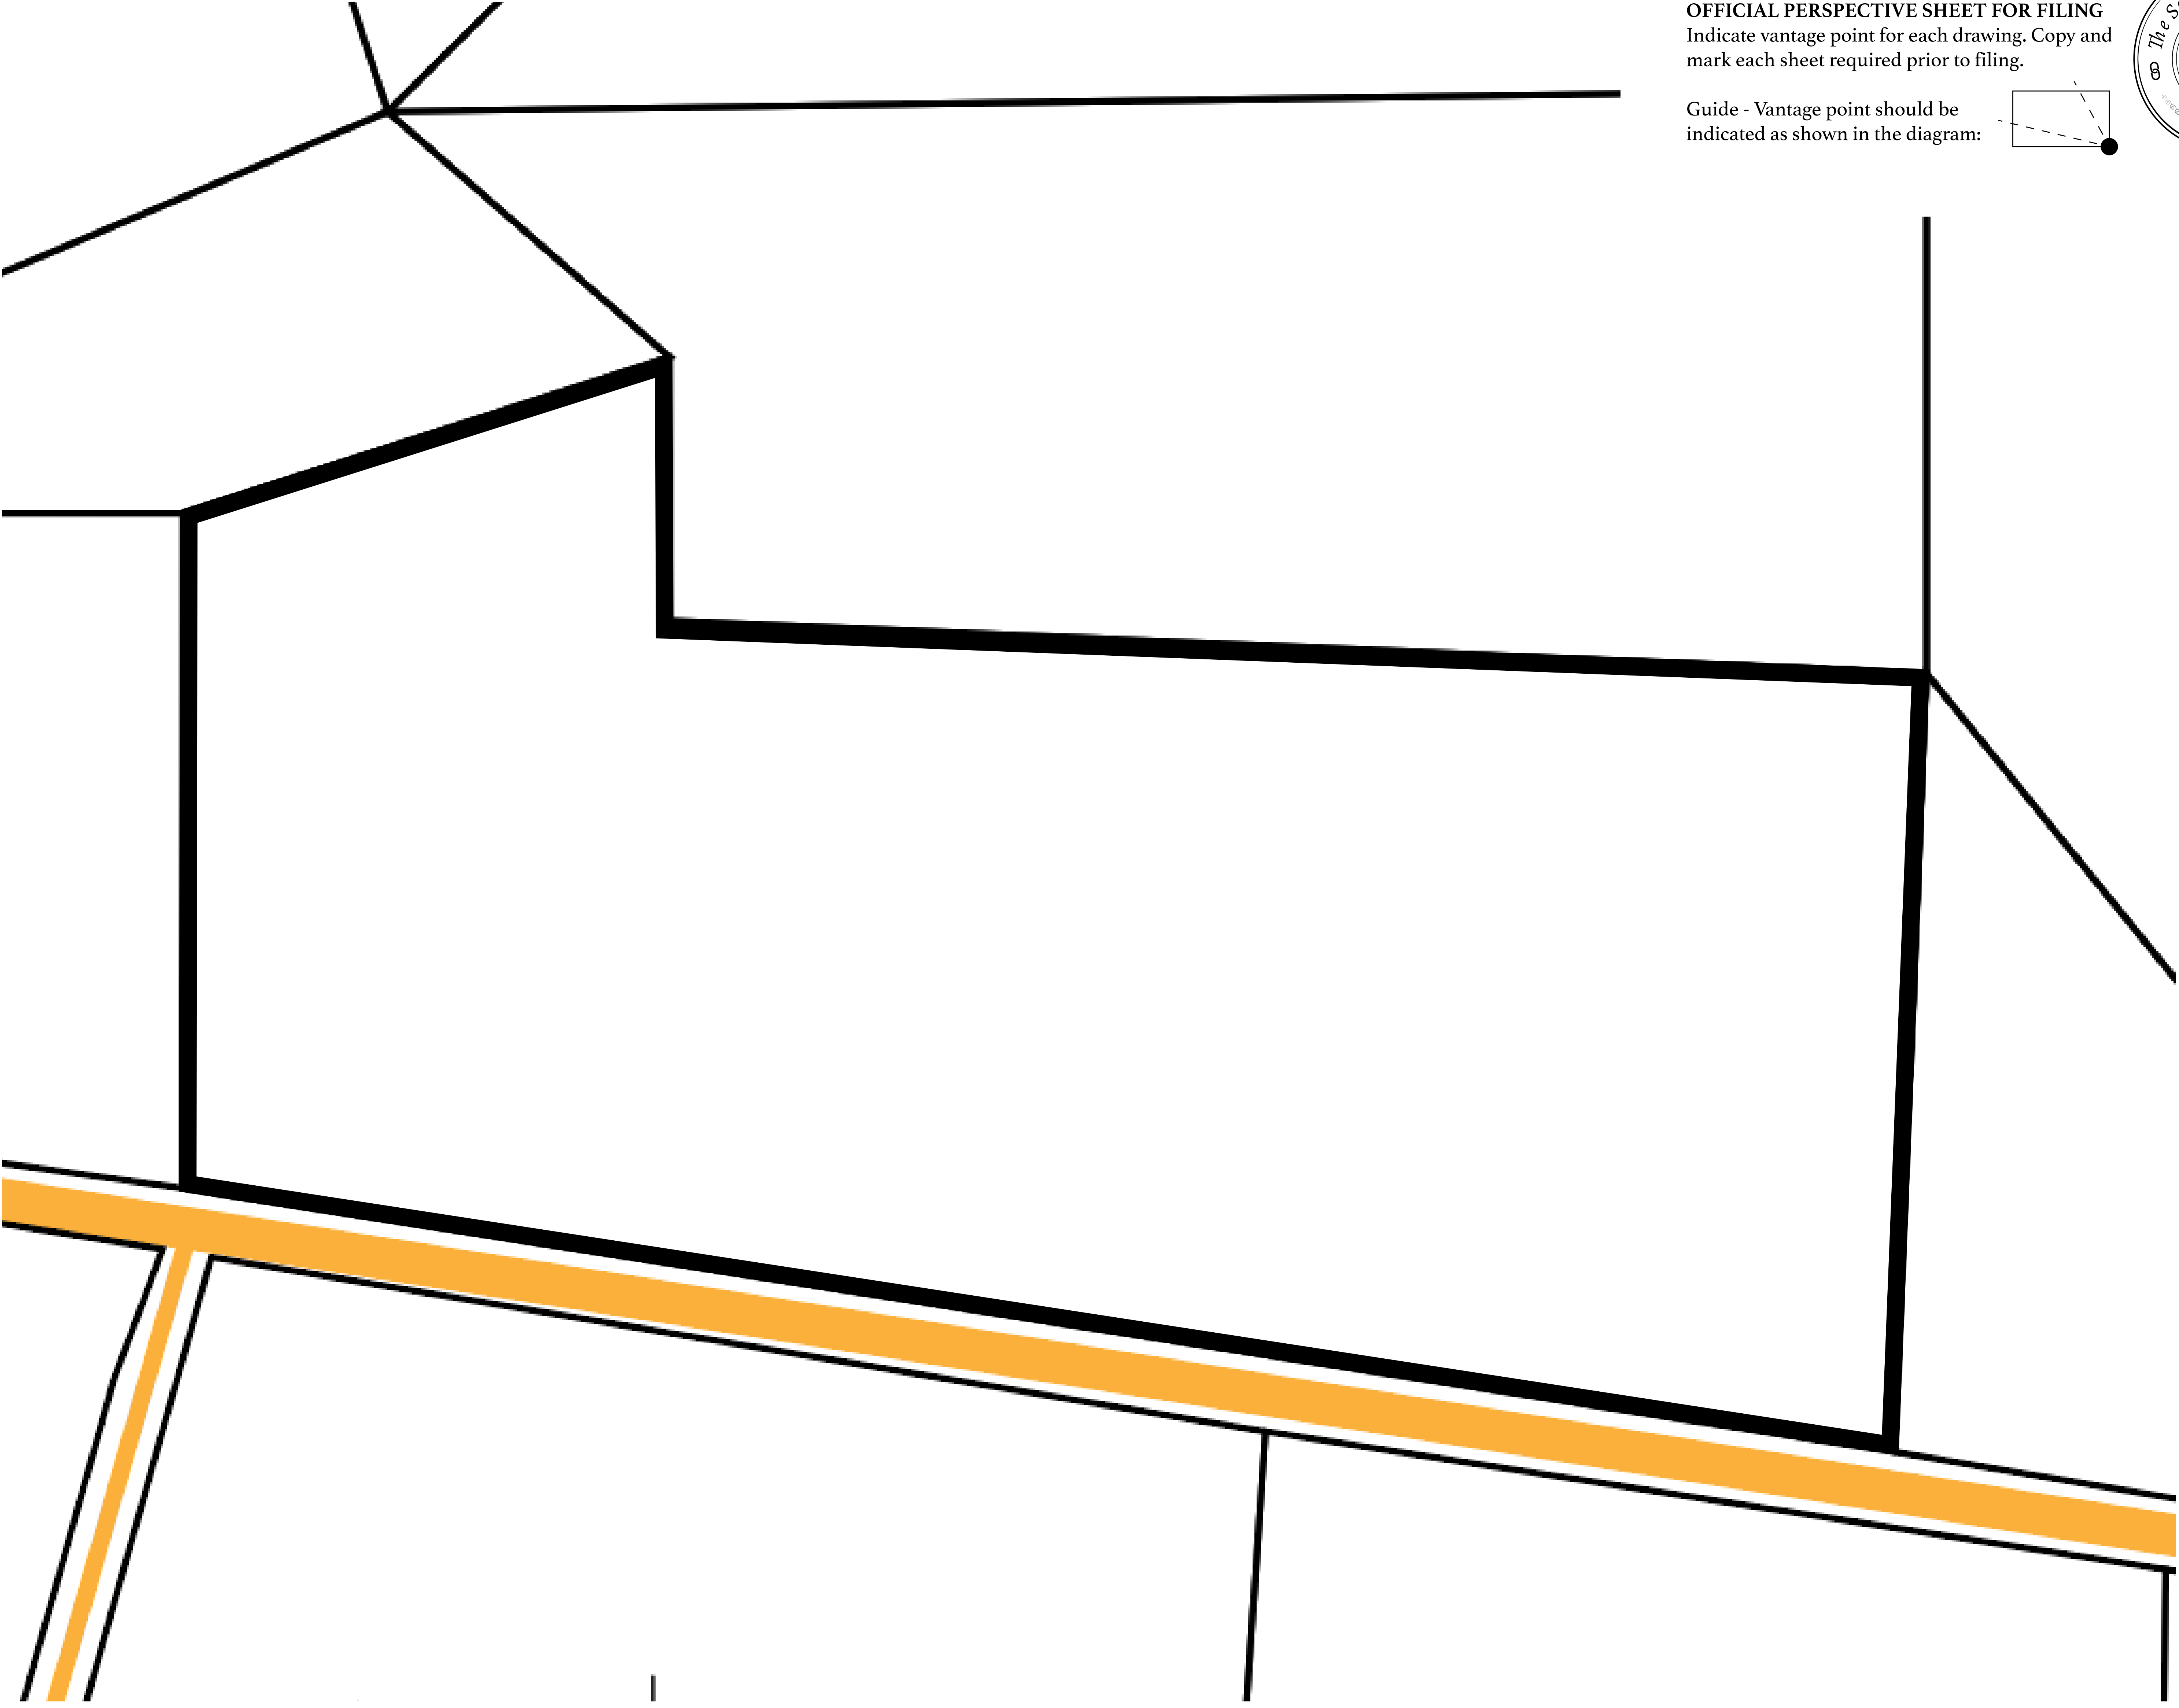 OFFICIAL PERSPECTIVE SHEET FOR FILING
Indicate vantage point for each drawing. Copy and
mark each sheet required prior to filing.
Guide - Vantage point should be
indicated as shown in the diagram:
The